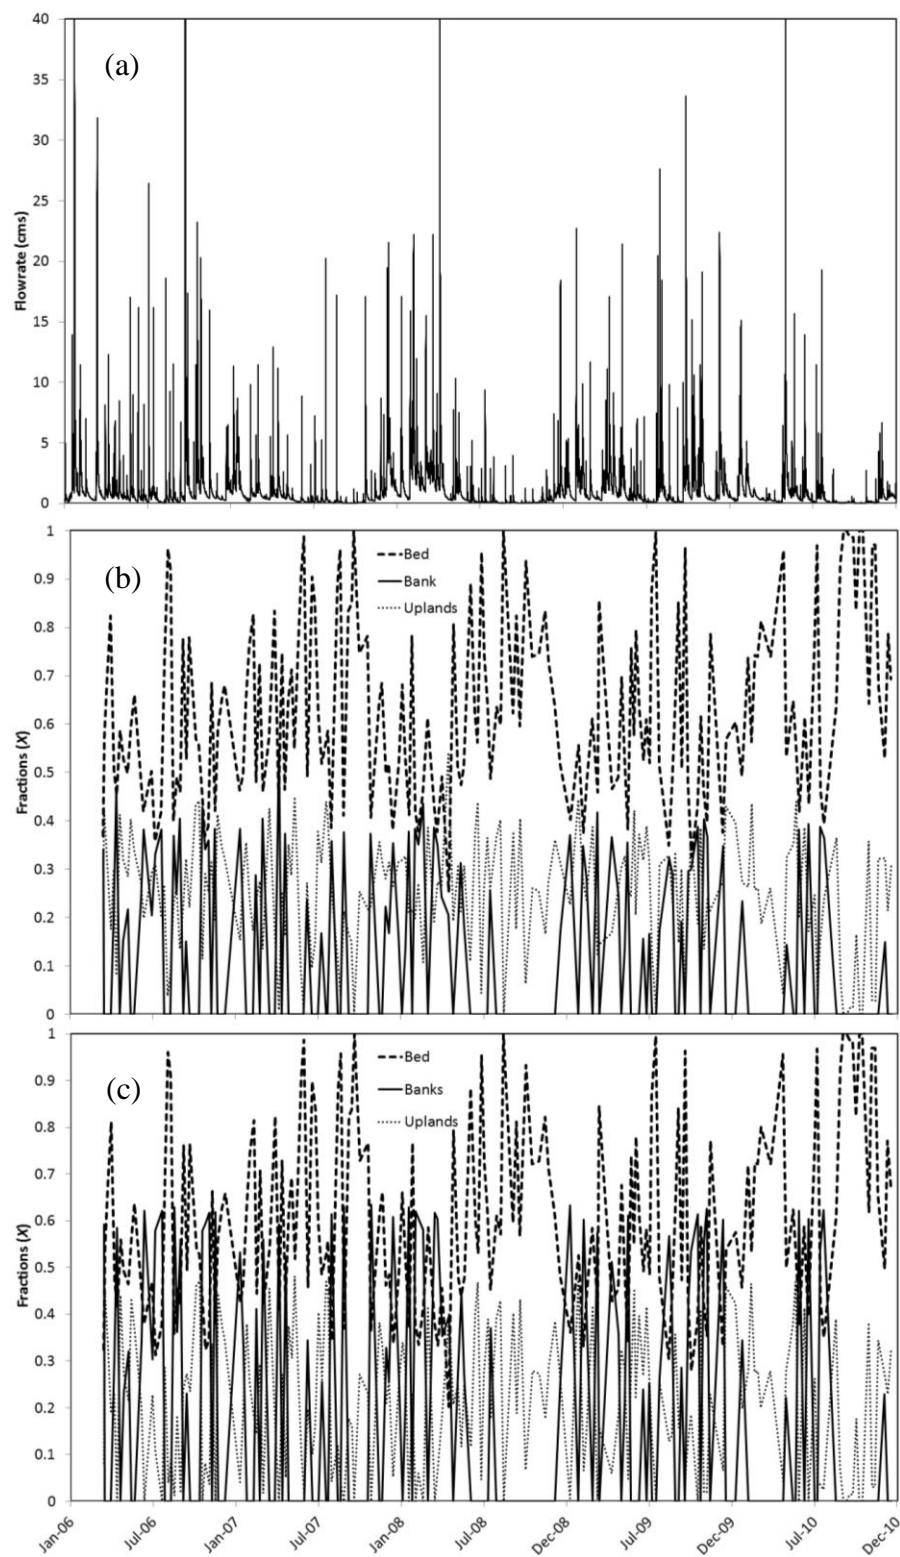 40
(a)
35
30
25
20
15
10
5
0
Flowrate (cms)
1
(b)
Bed
Bank
Uplands
0.9
0.8
0.7
0.6
0.5
0.4
0.3
0.2
0.1
0
Fractions (X)
1
(c)
Bed
Banks
Uplands
0.9
0.8
0.7
0.6
0.5
0.4
0.3
0.2
0.1
0
Fractions (X)
Jan-06
Jul-06
Jan-07
Jul-07
Jan-08
Jul-08
Dec-08
Jul-09
Dec-09
Jul-10
Dec-10